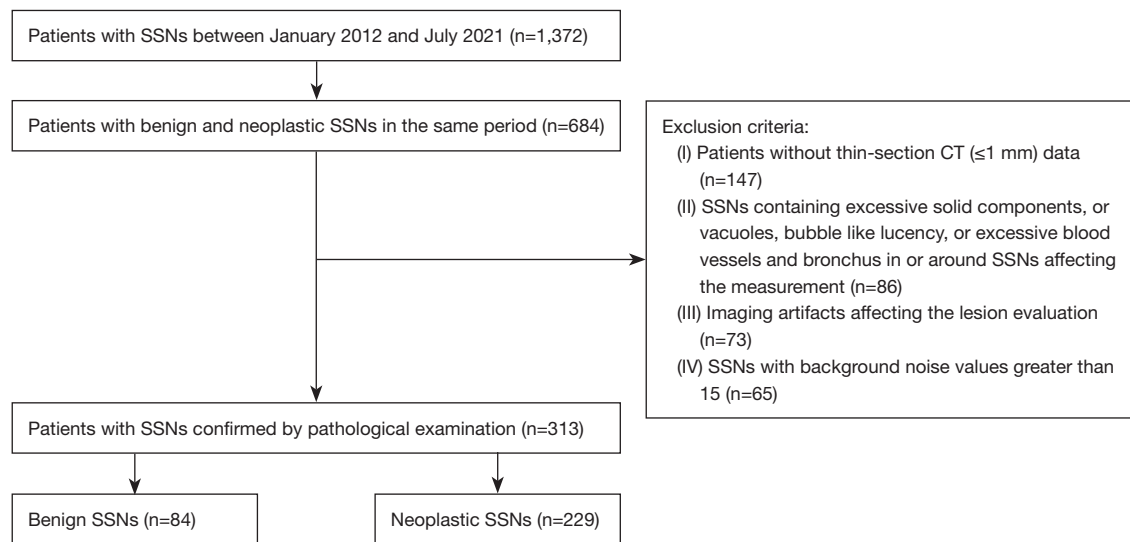 Patients with SSNs between January 2012 and July 2021 (n=1,372)
Patients with benign and neoplastic SSNs in the same period (n=684)
Exclusion criteria:
(I) Patients without thin-section CT (≤1 mm) data
(n=147)
(II) SSNs containing excessive solid components, or
vacuoles, bubble like lucency, or excessive blood
vessels and bronchus in or around SSNs affecting
the measurement (n=86)
(III) Imaging artifacts affecting the lesion evaluation
(n=73)
(IV) SSNs with background noise values greater than
15 (n=65)
Patients with SSNs confirmed by pathological examination (n=313)
Benign SSNs (n=84)
Neoplastic SSNs (n=229)